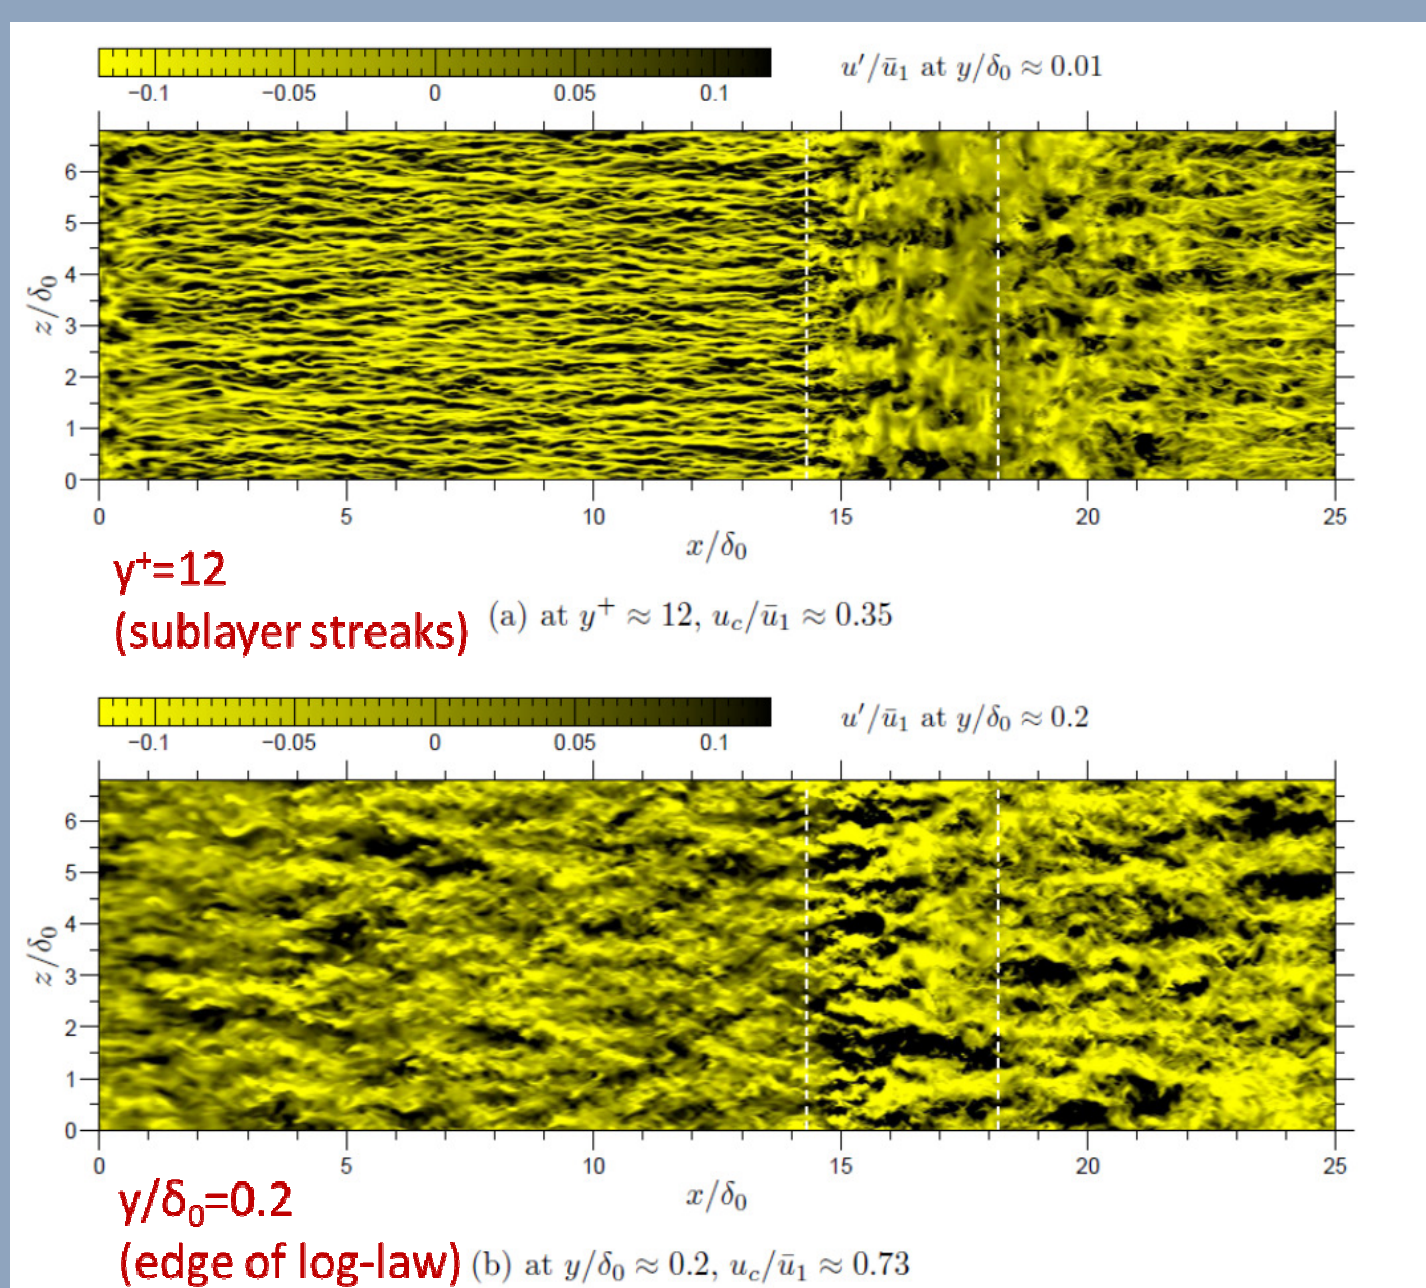 u′/ū₁ at y/δ₀ ≈ 0.01
−0.1 −0.05 0 0.05 0.1
z/δ₀
6
5
4
3
2
1
0
0 5 10 15 20 25
x/δ₀
y⁺=12
(sublayer streaks)
(a) at y⁺ ≈ 12, u_c/ū₁ ≈ 0.35
u′/ū₁ at y/δ₀ ≈ 0.2
−0.1 −0.05 0 0.05 0.1
z/δ₀
6
5
4
3
2
1
0
0 5 10 15 20 25
x/δ₀
y/δ₀=0.2
(edge of log-law)
(b) at y/δ₀ ≈ 0.2, u_c/ū₁ ≈ 0.73